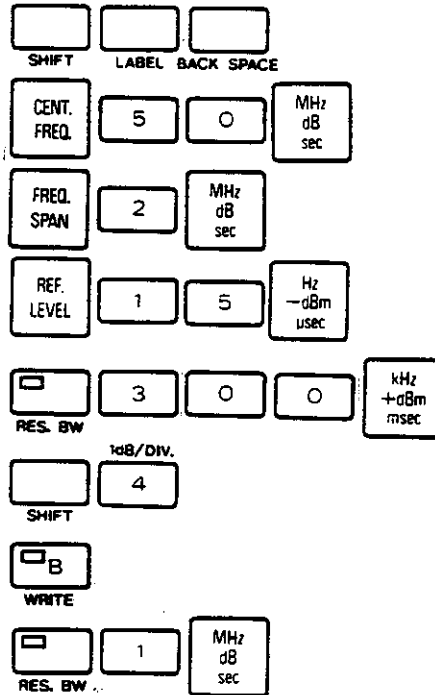 SHIFT LABEL BACK SPACE
CENT. FREQ. 5 0 MHz dB sec
FREQ. SPAN 2 MHz dB sec
REF. LEVEL 1 5 Hz -dBm µsec
RES. BW 3 0 0 kHz +dBm msec
1dB/DIV.
SHIFT 4
B
WRITE
RES. BW 1 MHz dB sec